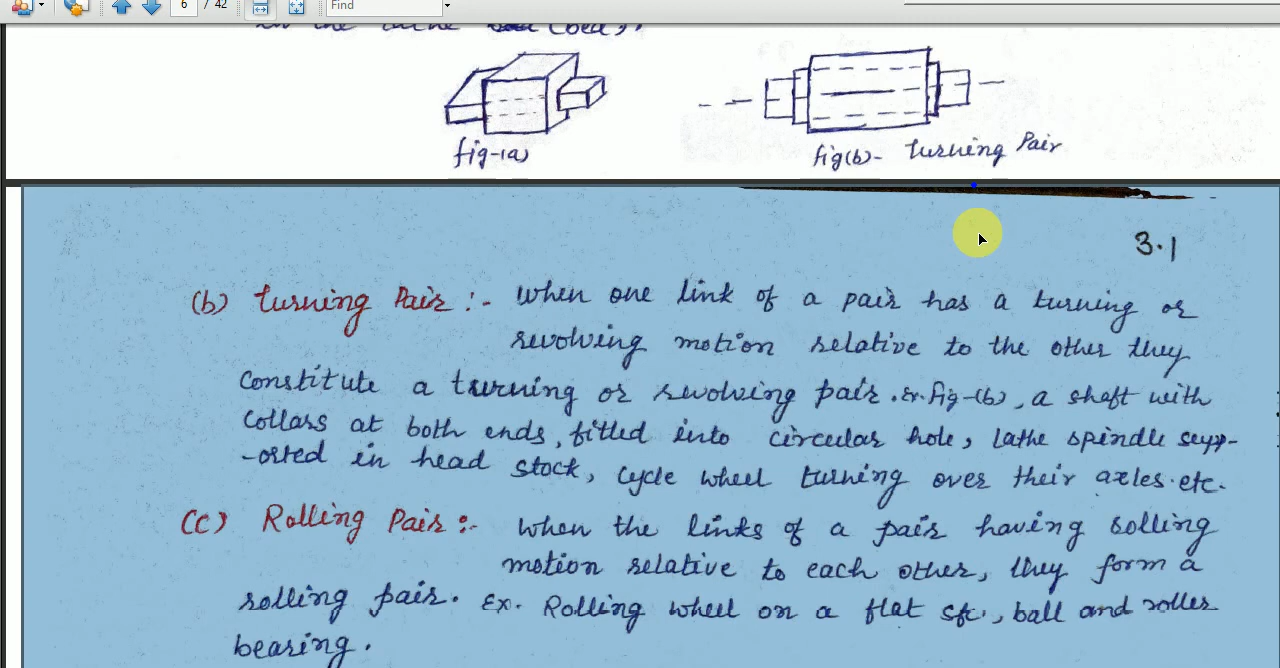 6 / 42 Find
in the lathe bed,
fig-(a)
fig(b)- Turning Pair
3.1
(b) Turning Pair :- When one link of a pair has a turning or
revolving motion relative to the other they
constitute a turning or revolving pair. Ex. fig-(b), a shaft with
collars at both ends, fitted into circular hole, lathe spindle supp-
-orted in head stock, cycle wheel turning over their axles. etc.
(c) Rolling Pair :- When the links of a pair having rolling
motion relative to each other, they form a
rolling pair. Ex. Rolling wheel on a flat sfc., ball and roller
bearing.